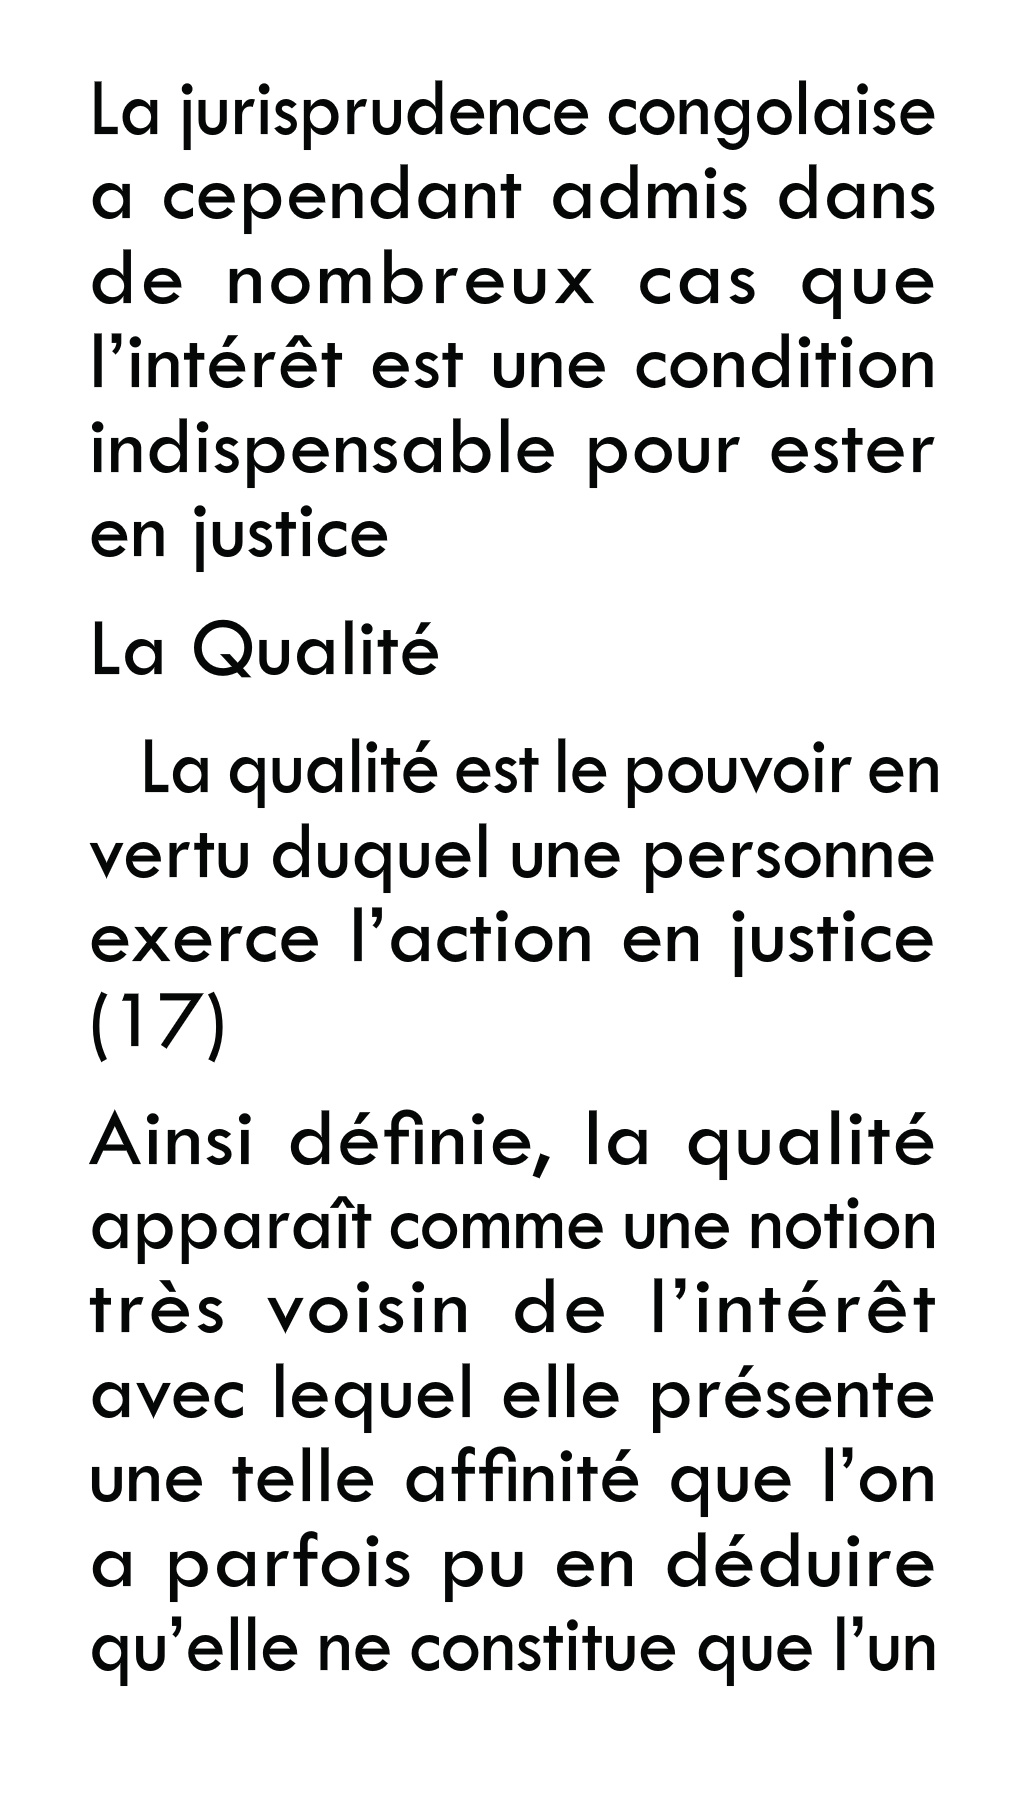 La jurisprudence congolaise
a cependant admis dans
de nombreux cas que
l’intérêt est une condition
indispensable pour ester
en justice
La Qualité
La qualité est le pouvoir en
vertu duquel une personne
exerce l’action en justice
(17)
Ainsi définie, la qualité
apparaît comme une notion
très voisin de l’intérêt
avec lequel elle présente
une telle affinité que l’on
a parfois pu en déduire
qu’elle ne constitue que l’un